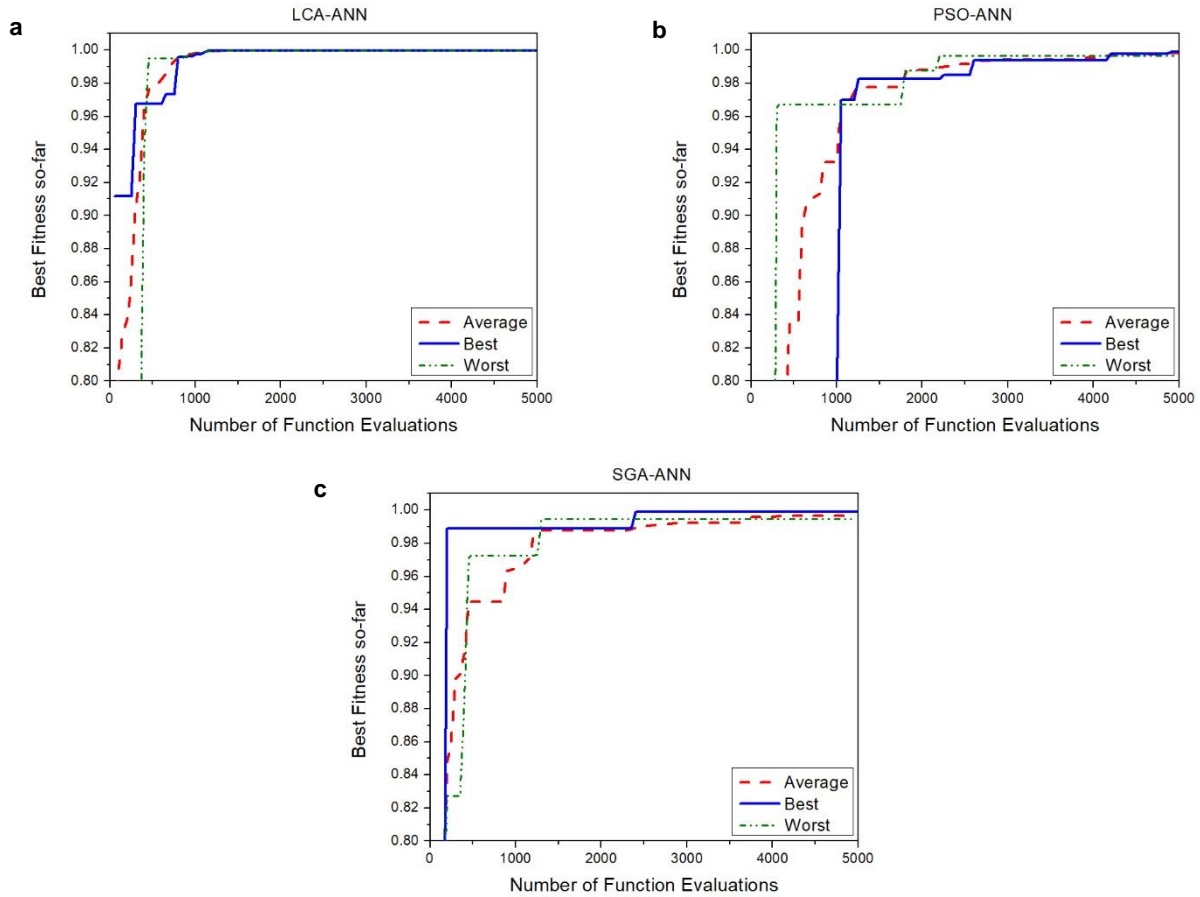 a
LCA-ANN
1.00
0.98
0.96
0.94
0.92
0.90
0.88
0.86
0.84
0.82
0.80
Best Fitness so-far
Average
Best
Worst
0 1000 2000 3000 4000 5000
Number of Function Evaluations
b
PSO-ANN
1.00
0.98
0.96
0.94
0.92
0.90
0.88
0.86
0.84
0.82
0.80
Best Fitness so-far
Average
Best
Worst
0 1000 2000 3000 4000 5000
Number of Function Evaluations
c
SGA-ANN
1.00
0.98
0.96
0.94
0.92
0.90
0.88
0.86
0.84
0.82
0.80
Best Fitness so-far
Average
Best
Worst
0 1000 2000 3000 4000 5000
Number of Function Evaluations